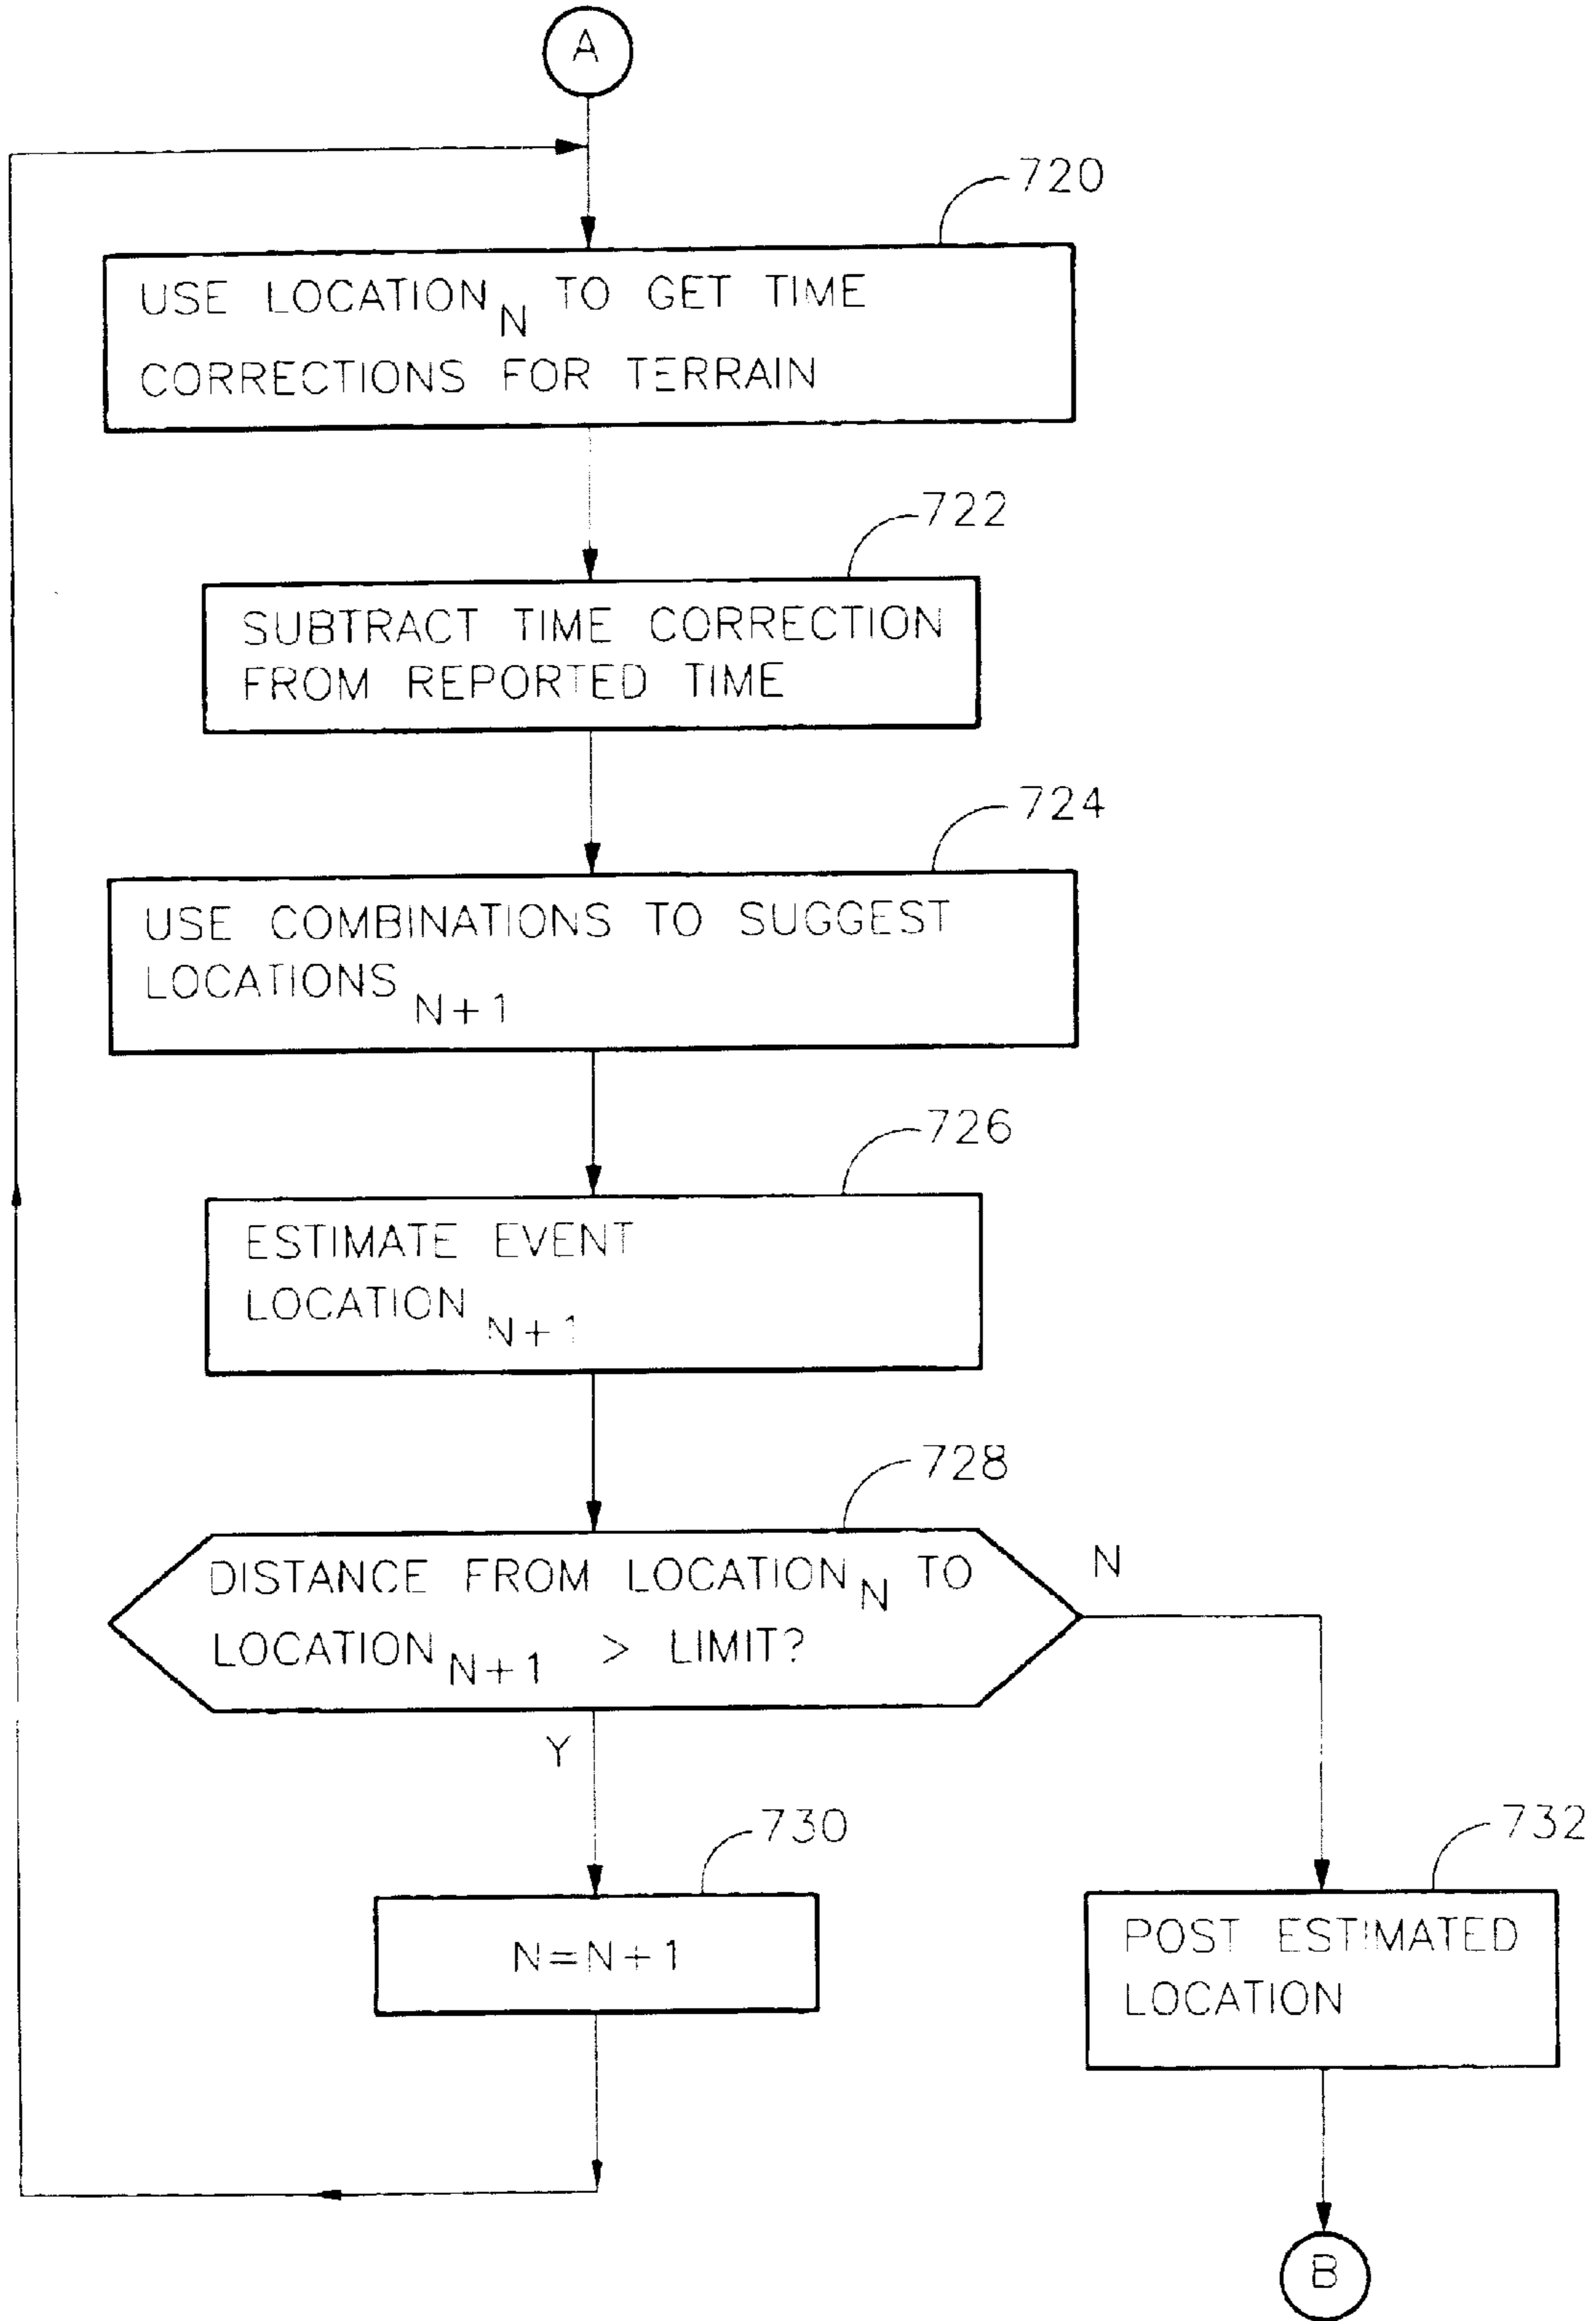 A
720
USE LOCATION N TO GET TIME
CORRECTIONS FOR TERRAIN
722
SUBTRACT TIME CORRECTION
FROM REPORTED TIME
724
USE COMBINATIONS TO SUGGEST
LOCATIONS N+1
726
ESTIMATE EVENT
LOCATION N+1
728
DISTANCE FROM LOCATION N TO
LOCATION N+1 > LIMIT?
N
Y
730
N=N+1
732
POST ESTIMATED
LOCATION
B